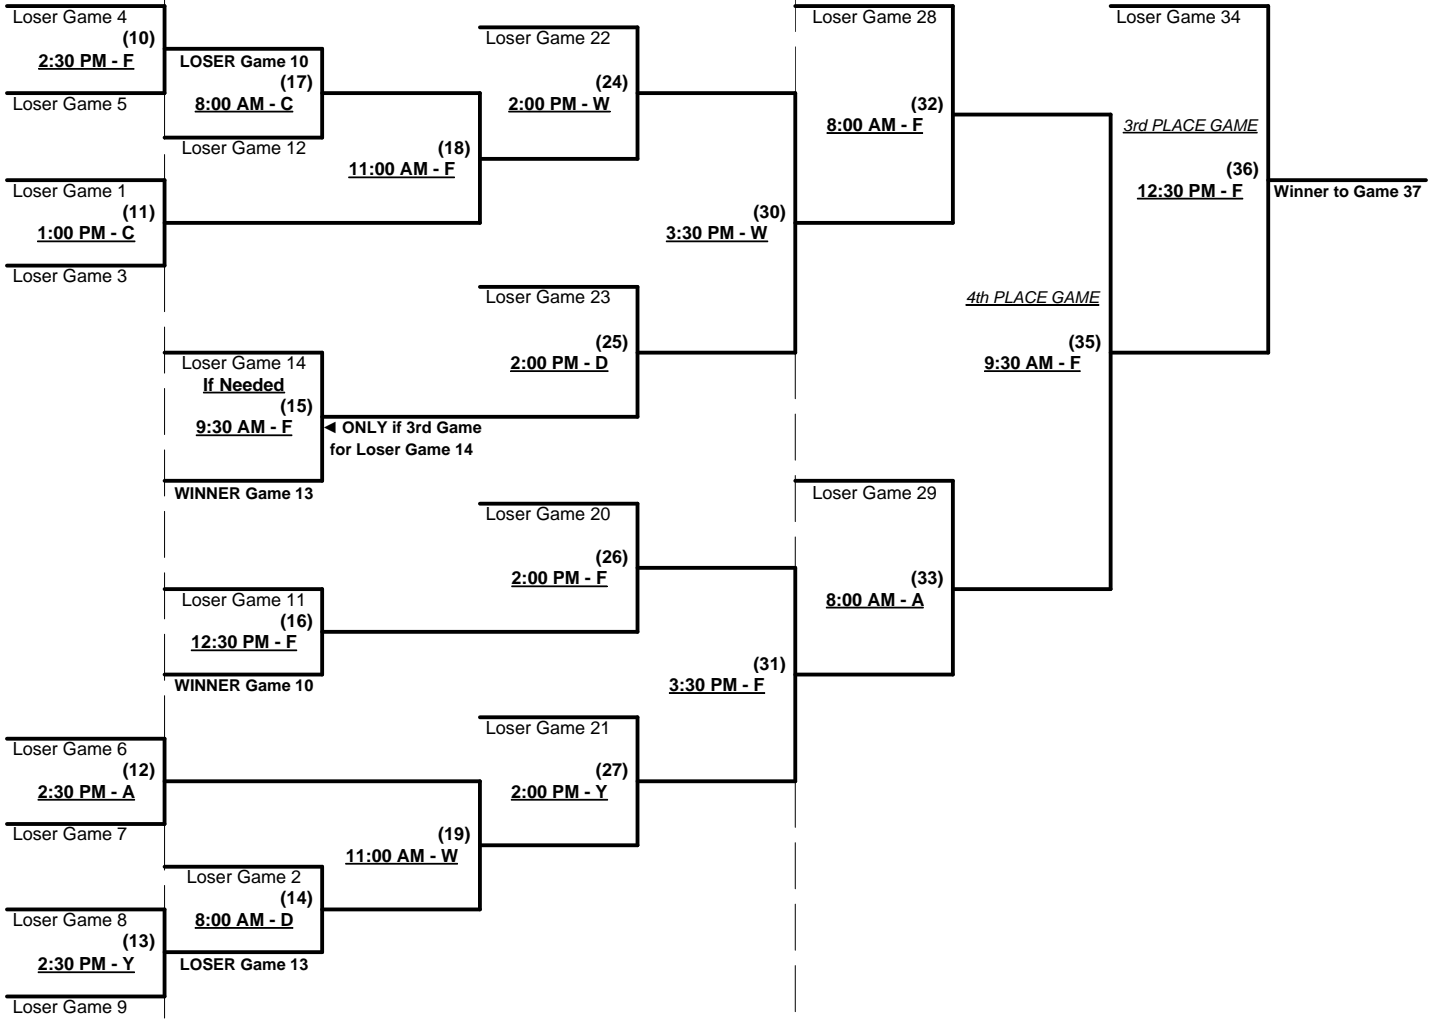 Loser Game 4
(10)
2:30 PM - F
Loser Game 5
LOSER Game 10
(17)
8:00 AM - C
Loser Game 12
Loser Game 1
(11)
1:00 PM - C
Loser Game 3
(18)
11:00 AM - F
Loser Game 22
(24)
2:00 PM - W
Loser Game 23
(25)
2:00 PM - D
Loser Game 14
If Needed
(15)
9:30 AM - F
WINNER Game 13
◄ ONLY if 3rd Game
for Loser Game 14
(30)
3:30 PM - W
Loser Game 28
(32)
8:00 AM - F
Loser Game 34
3rd PLACE GAME
(36)
12:30 PM - F
Winner to Game 37
4th PLACE GAME
(35)
9:30 AM - F
Loser Game 20
(26)
2:00 PM - F
Loser Game 11
(16)
12:30 PM - F
WINNER Game 10
Loser Game 29
(33)
8:00 AM - A
(31)
3:30 PM - F
Loser Game 21
(27)
2:00 PM - Y
Loser Game 6
(12)
2:30 PM - A
Loser Game 7
(19)
11:00 AM - W
Loser Game 2
(14)
8:00 AM - D
LOSER Game 13
Loser Game 8
(13)
2:30 PM - Y
Loser Game 9